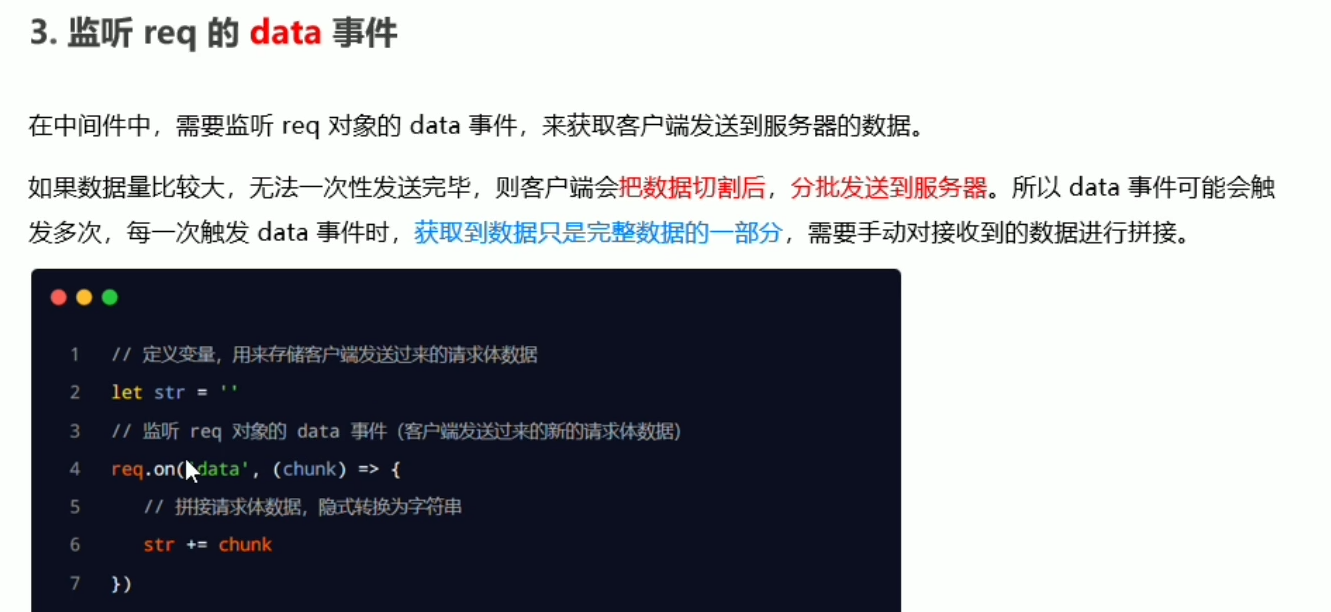 3. 监听 req 的 data 事件
在中间件中，需要监听 req 对象的 data 事件，来获取客户端发送到服务器的数据。
如果数据量比较大，无法一次性发送完毕，则客户端会把数据切割后，分批发送到服务器。所以 data 事件可能会触
发多次，每一次触发 data 事件时，获取到数据只是完整数据的一部分，需要手动对接收到的数据进行拼接。
1 // 定义变量，用来存储客户端发送过来的请求体数据
2 let str = ''
3 // 监听 req 对象的 data 事件（客户端发送过来的新的请求体数据）
4 req.on('data', (chunk) => {
5 // 拼接请求体数据，隐式转换为字符串
6 str += chunk
7 })